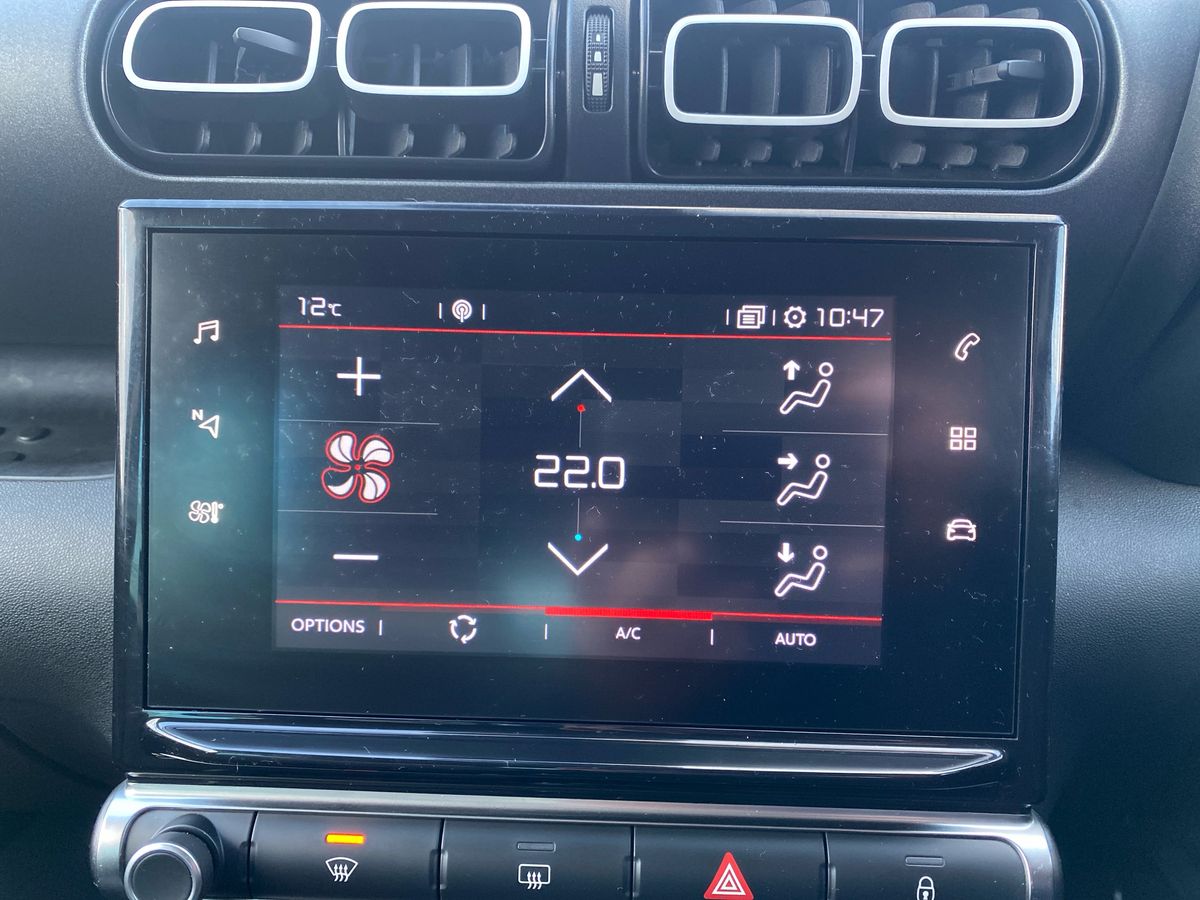 12°C
10:47
N
22.0
OPTIONS
A/C
AUTO